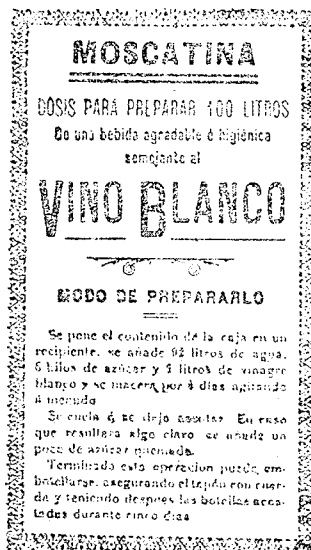 MOSCATINA
DOSIS PARA PREPARAR 100 LITROS
De una bebida agradable é higiénica
semejante al
VINO BLANCO
MODO DE PREPARARLO
Se pone el contenido de la caja en un
recipiente, se añade 92 litros de agua,
6 kilos de azúcar y 2 litros de vinagre
blanco y se macera por 4 dias agitando
á menudo
Se cuela ó se deja asentar. En caso
que resultara algo claro se añade un
poco de azúcar quemada.
Terminada esta operacion puede em-
botellarse, asegurando el tapón con cuer-
da y teniendo despues las botellas acos-
tadas durante cinco dias